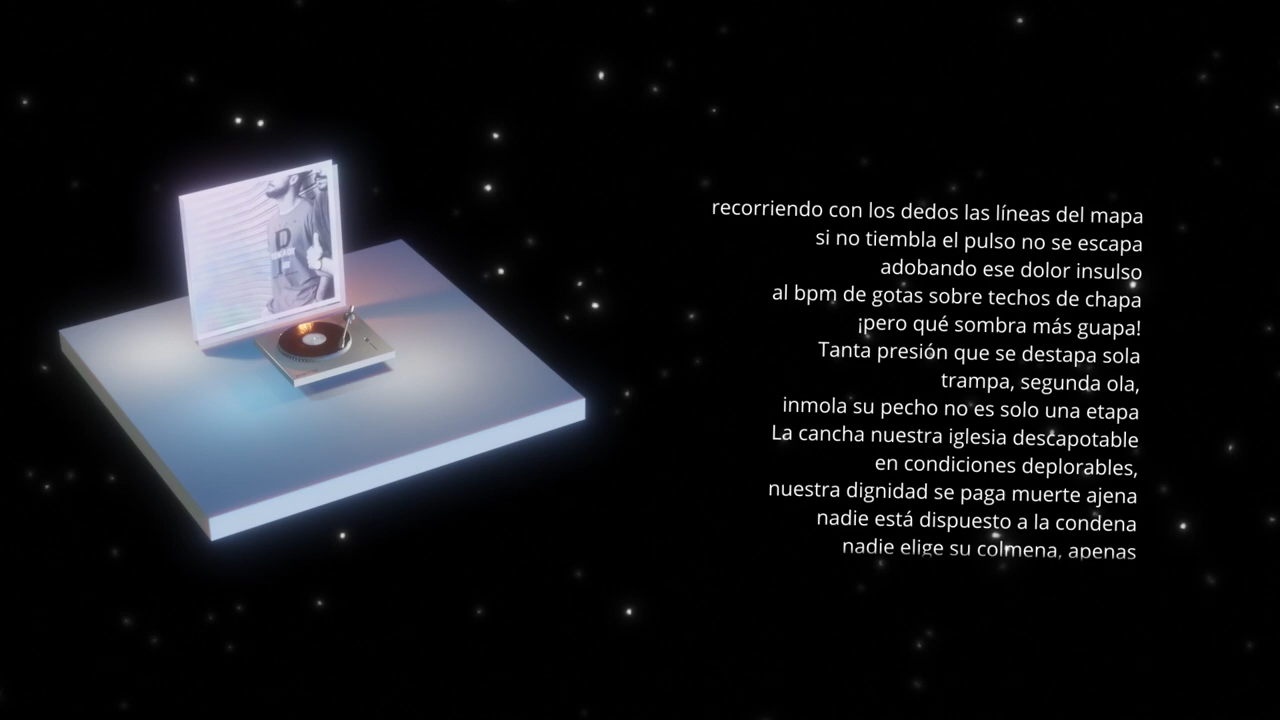 recorriendo con los dedos las líneas del mapa
si no tiembla el pulso no se escapa
adobando ese dolor insulso
al bpm de gotas sobre techos de chapa
¡pero qué sombra más guapa!
Tanta presión que se destapa sola
trampa, segunda ola,
inmola su pecho no es solo una etapa
La cancha nuestra iglesia descapotable
en condiciones deplorables,
nuestra dignidad se paga muerte ajena
nadie está dispuesto a la condena
nadie elige su colmena, apenas